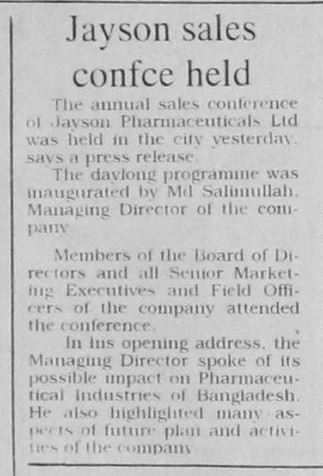 Jayson sales
confce held
The annual sales conference
of Jayson Pharmaceuticals Ltd
was held in the city yesterday,
says a press release.
The daylong programme was
inaugurated by Md Salimullah,
Managing Director of the com-
pany.
Members of the Board of Di-
rectors and all Senior Market-
ing Executives and Field Offi-
cers of the company attended
the conference.
In his opening address, the
Managing Director spoke of its
possible impact on Pharmaceu-
tical Industries of Bangladesh.
He also highlighted many as-
pects of future plan and activi-
ties of the company